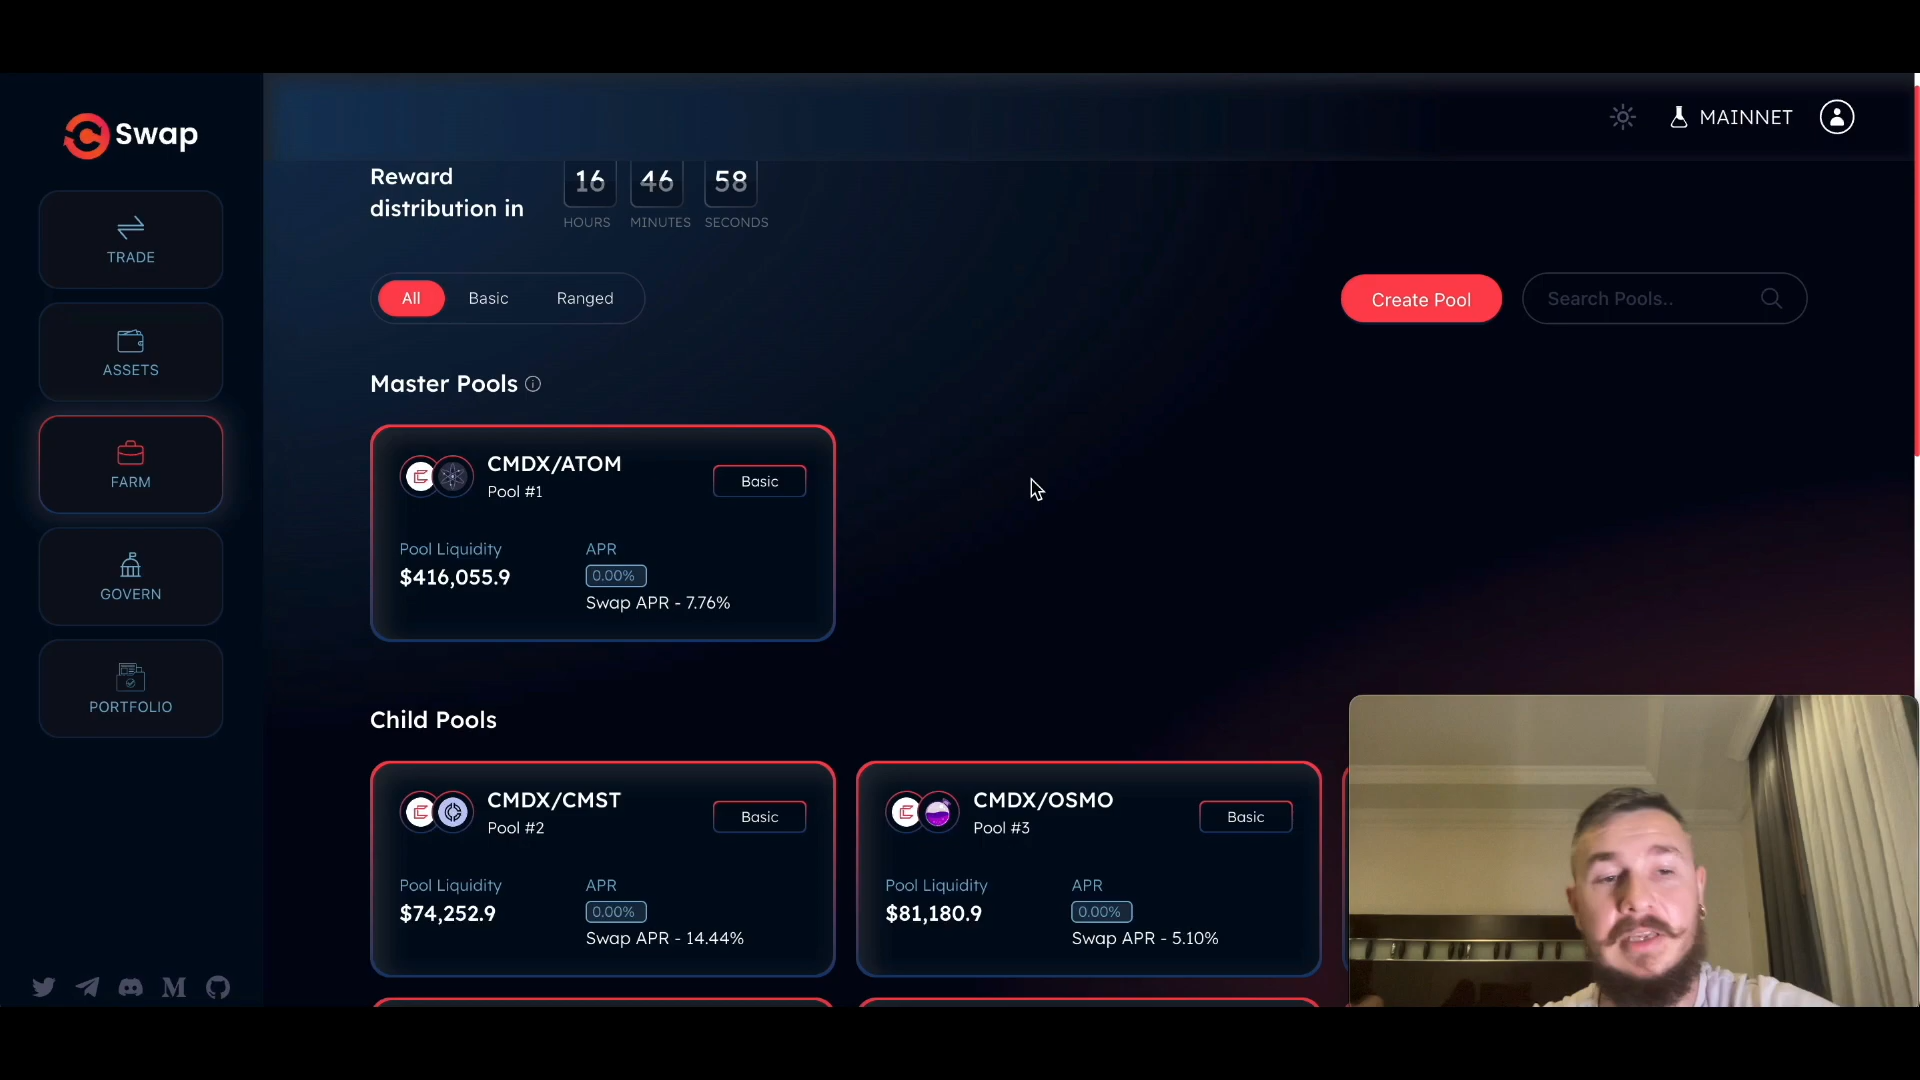 Swap
MAINNET
TRADE
ASSETS
FARM
GOVERN
PORTFOLIO
Reward
distribution in
16 46 58
HOURS MINUTES SECONDS
All Basic Ranged
Create Pool
Search Pools..
Master Pools
CMDX/ATOM
Pool #1
Basic
Pool Liquidity
$416,055.9
APR
0.00%
Swap APR - 7.76%
Child Pools
CMDX/CMST
Pool #2
Basic
Pool Liquidity
$74,252.9
APR
0.00%
Swap APR - 14.44%
CMDX/OSMO
Pool #3
Basic
Pool Liquidity
$81,180.9
APR
0.00%
Swap APR - 5.10%